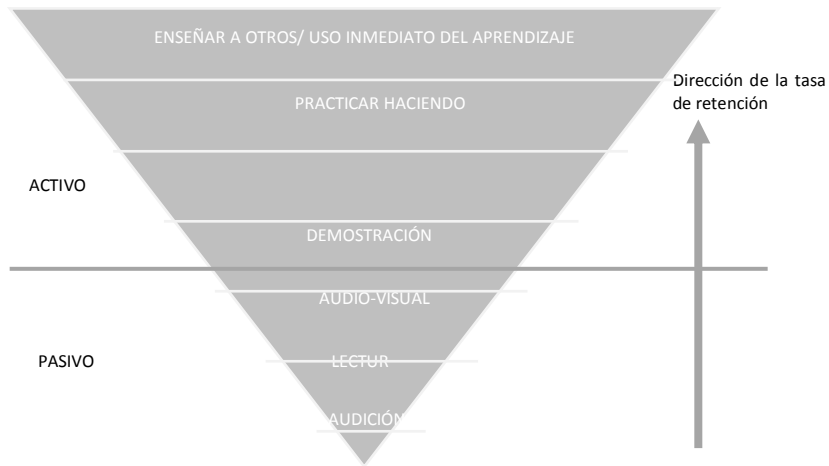 ENSEÑAR A OTROS/ USO INMEDIATO DEL APRENDIZAJE
Dirección de la tasa
de retención
PRACTICAR HACIENDO
ACTIVO
DEMOSTRACIÓN
AUDIO-VISUAL
PASIVO
LECTUR
AUDICIÓN